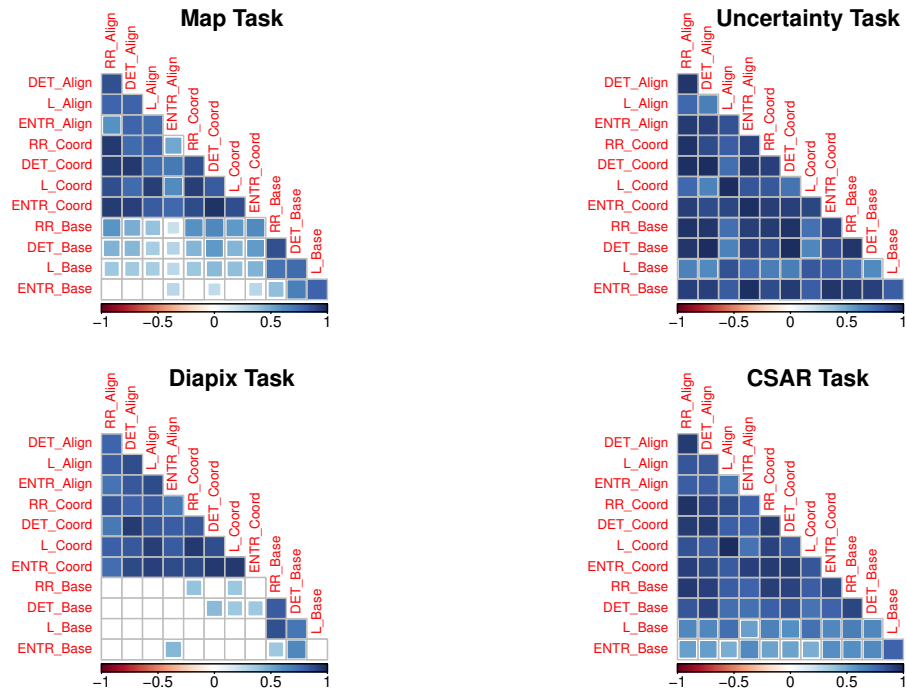 Map Task
RR_Align
DET_Align
L_Align
ENTR_Align
RR_Coord
DET_Coord
L_Coord
ENTR_Coord
RR_Base
DET_Base
L_Base
DET_Align
L_Align
ENTR_Align
RR_Coord
DET_Coord
L_Coord
ENTR_Coord
RR_Base
DET_Base
L_Base
ENTR_Base
−1 −0.5 0 0.5 1
Uncertainty Task
RR_Align
DET_Align
L_Align
ENTR_Align
RR_Coord
DET_Coord
L_Coord
ENTR_Coord
RR_Base
DET_Base
L_Base
DET_Align
L_Align
ENTR_Align
RR_Coord
DET_Coord
L_Coord
ENTR_Coord
RR_Base
DET_Base
L_Base
ENTR_Base
−1 −0.5 0 0.5 1
Diapix Task
RR_Align
DET_Align
L_Align
ENTR_Align
RR_Coord
DET_Coord
L_Coord
ENTR_Coord
RR_Base
DET_Base
L_Base
DET_Align
L_Align
ENTR_Align
RR_Coord
DET_Coord
L_Coord
ENTR_Coord
RR_Base
DET_Base
L_Base
ENTR_Base
−1 −0.5 0 0.5 1
CSAR Task
RR_Align
DET_Align
L_Align
ENTR_Align
RR_Coord
DET_Coord
L_Coord
ENTR_Coord
RR_Base
DET_Base
L_Base
DET_Align
L_Align
ENTR_Align
RR_Coord
DET_Coord
L_Coord
ENTR_Coord
RR_Base
DET_Base
L_Base
ENTR_Base
−1 −0.5 0 0.5 1